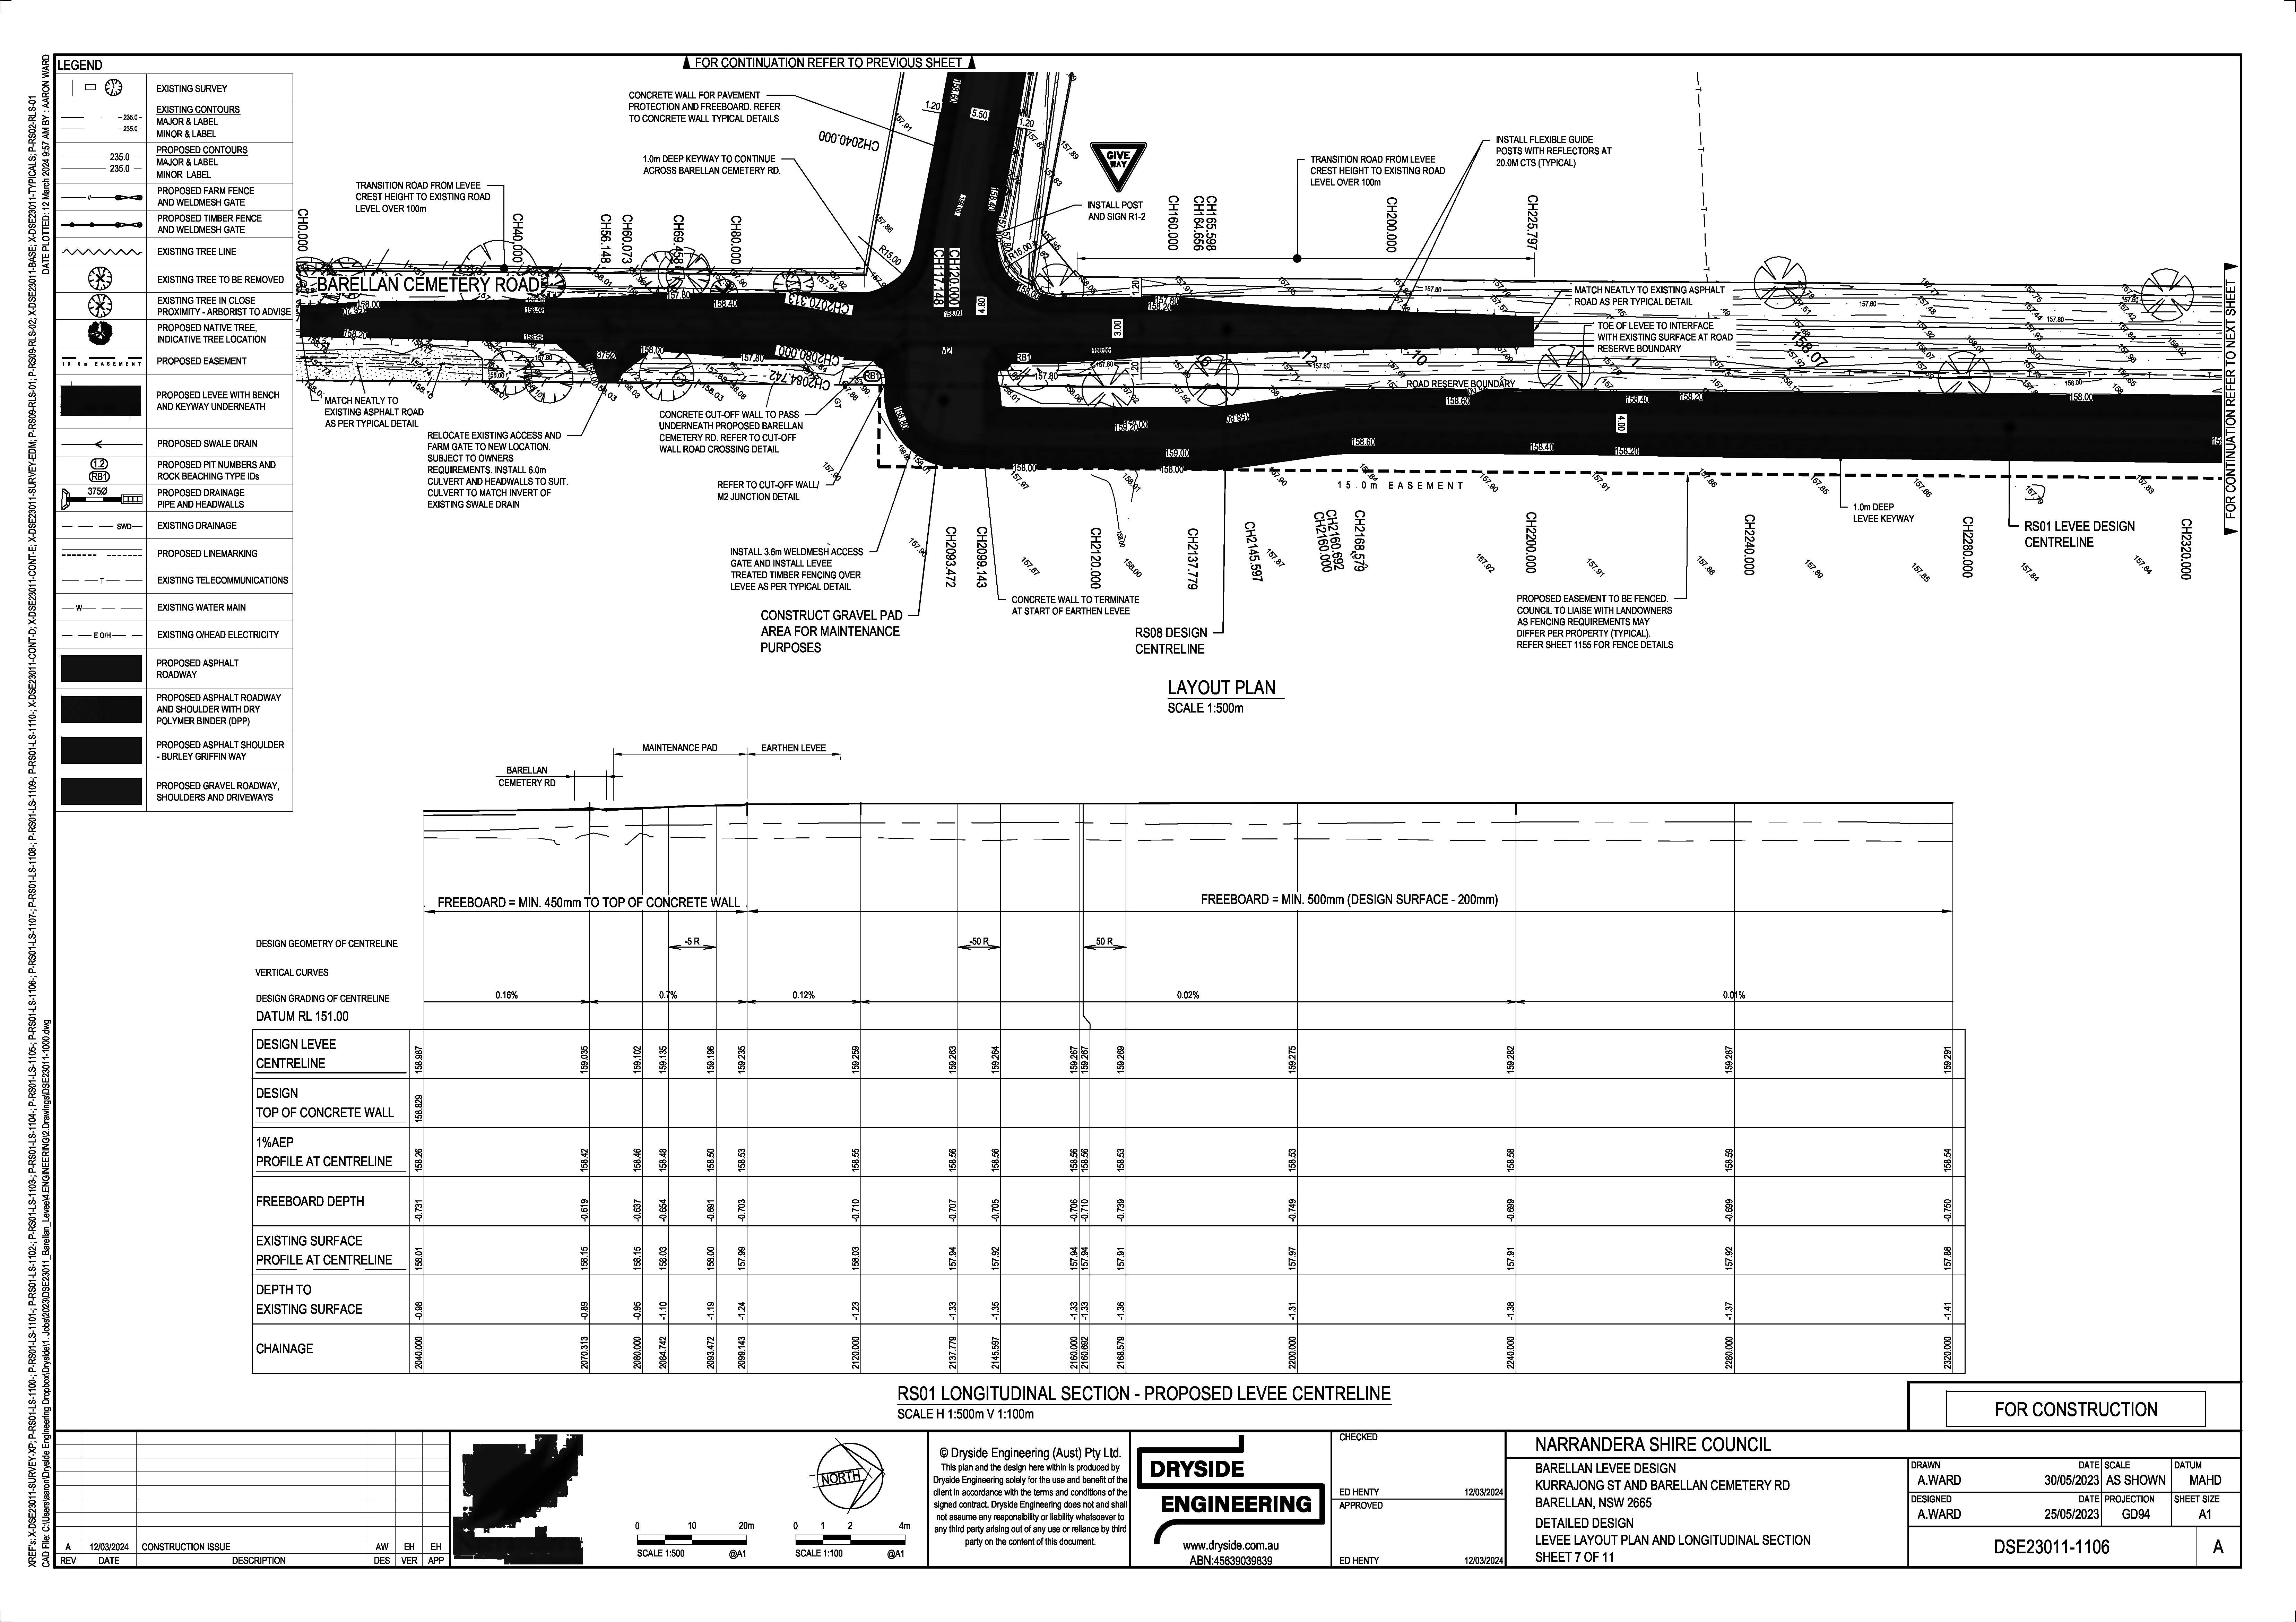 XREF's: X-DSE23011-SURVEY-XP; P-RS01-LS-1100-; P-RS01-LS-1101-; P-RS01-LS-1102-; P-RS01-LS-1103-; P-RS01-LS-1104-; P-RS01-LS-1105-; P-RS01-LS-1106-; P-RS01-LS-1107-; P-RS01-LS-1108-; P-RS01-LS-1109-; P-RS01-LS-1110-; X-DSE23011-CONT-D; X-DSE23011-CONT-E; X-DSE23011-SURVEY-EDM; P-RS09-RLS-01; P-RS09-RLS-02; X-DSE23011-BASE; X-DSE23011-TYPICALS; P-RS02-RLS-01
CAD File: C:\Users\aaron\Dryside Engineering Dropbox\Dryside\1. Jobs\2023\DSE23011_Barellan_Levee\4.ENGINEERING\2.Drawings\DSE23011-1000.dwg
DATE PLOTTED: 12 March 2024 9:57 AM BY : AARON WARD
LEGEND
EXISTING SURVEY
EXISTING CONTOURS
235.0 MAJOR & LABEL
235.0 MINOR & LABEL
PROPOSED CONTOURS
235.0 MAJOR & LABEL
235.0 MINOR LABEL
PROPOSED FARM FENCE
AND WELDMESH GATE
PROPOSED TIMBER FENCE
AND WELDMESH GATE
EXISTING TREE LINE
EXISTING TREE TO BE REMOVED
EXISTING TREE IN CLOSE
PROXIMITY - ARBORIST TO ADVISE
PROPOSED NATIVE TREE,
INDICATIVE TREE LOCATION
10 0m EASEMENT PROPOSED EASEMENT
PROPOSED LEVEE WITH BENCH
AND KEYWAY UNDERNEATH
PROPOSED SWALE DRAIN
1.2 PROPOSED PIT NUMBERS AND
RB1 ROCK BEACHING TYPE IDs
375Ø PROPOSED DRAINAGE
PIPE AND HEADWALLS
SWD EXISTING DRAINAGE
PROPOSED LINEMARKING
T EXISTING TELECOMMUNICATIONS
W EXISTING WATER MAIN
E O/H EXISTING O/HEAD ELECTRICITY
PROPOSED ASPHALT
ROADWAY
PROPOSED ASPHALT ROADWAY
AND SHOULDER WITH DRY
POLYMER BINDER (DPP)
PROPOSED ASPHALT SHOULDER
- BURLEY GRIFFIN WAY
PROPOSED GRAVEL ROADWAY,
SHOULDERS AND DRIVEWAYS
FOR CONTINUATION REFER TO PREVIOUS SHEET
CONCRETE WALL FOR PAVEMENT
PROTECTION AND FREEBOARD. REFER
TO CONCRETE WALL TYPICAL DETAILS
1.0m DEEP KEYWAY TO CONTINUE
ACROSS BARELLAN CEMETERY RD.
TRANSITION ROAD FROM LEVEE
CREST HEIGHT TO EXISTING ROAD
LEVEL OVER 100m
CH2040.000
5.50
1.20
1.20
157.91
GIVE
WAY
INSTALL POST
AND SIGN R1-2
TRANSITION ROAD FROM LEVEE
CREST HEIGHT TO EXISTING ROAD
LEVEL OVER 100m
INSTALL FLEXIBLE GUIDE
POSTS WITH REFLECTORS AT
20.0M CTS (TYPICAL)
CH0.000
CH40.000
CH56.148
CH60.073
CH69.458
CH80.000
CH117.148
CH120.000
CH160.000
CH164.656
CH165.598
CH200.000
CH225.797
R15.00
R15.00
BARELLAN CEMETERY ROAD
CH2070.313
CH2080.000
CH2084.742
4.80
3.00
M2
RB1
RB1
375Ø
GT
MATCH NEATLY TO EXISTING ASPHALT
ROAD AS PER TYPICAL DETAIL
TOE OF LEVEE TO INTERFACE
WITH EXISTING SURFACE AT ROAD
RESERVE BOUNDARY
158.07
ROAD RESERVE BOUNDARY
4.00
MATCH NEATLY TO
EXISTING ASPHALT ROAD
AS PER TYPICAL DETAIL
RELOCATE EXISTING ACCESS AND
FARM GATE TO NEW LOCATION.
SUBJECT TO OWNERS
REQUIREMENTS. INSTALL 6.0m
CULVERT AND HEADWALLS TO SUIT.
CULVERT TO MATCH INVERT OF
EXISTING SWALE DRAIN
CONCRETE CUT-OFF WALL TO PASS
UNDERNEATH PROPOSED BARELLAN
CEMETERY RD. REFER TO CUT-OFF
WALL ROAD CROSSING DETAIL
REFER TO CUT-OFF WALL/
M2 JUNCTION DETAIL
INSTALL 3.6m WELDMESH ACCESS
GATE AND INSTALL LEVEE
TREATED TIMBER FENCING OVER
LEVEE AS PER TYPICAL DETAIL
CONSTRUCT GRAVEL PAD
AREA FOR MAINTENANCE
PURPOSES
CH2093.472
CH2099.143
CH2120.000
CH2137.779
CH2145.597
CH2160.000
CH2160.692
CH2168.579
CH2200.000
CH2240.000
CH2280.000
CH2320.000
15.0m EASEMENT
CONCRETE WALL TO TERMINATE
AT START OF EARTHEN LEVEE
RS08 DESIGN
CENTRELINE
PROPOSED EASEMENT TO BE FENCED.
COUNCIL TO LIAISE WITH LANDOWNERS
AS FENCING REQUIREMENTS MAY
DIFFER PER PROPERTY (TYPICAL).
REFER SHEET 1155 FOR FENCE DETAILS
1.0m DEEP
LEVEE KEYWAY
RS01 LEVEE DESIGN
CENTRELINE
FOR CONTINUATION REFER TO NEXT SHEET
LAYOUT PLAN
SCALE 1:500m
MAINTENANCE PAD
EARTHEN LEVEE
BARELLAN
CEMETERY RD
FREEBOARD = MIN. 450mm TO TOP OF CONCRETE WALL
FREEBOARD = MIN. 500mm (DESIGN SURFACE - 200mm)
DESIGN GEOMETRY OF CENTRELINE -5 R -50 R 50 R
VERTICAL CURVES
DESIGN GRADING OF CENTRELINE 0.16% 0.7% 0.12% 0.02% 0.01%
DATUM RL 151.00
DESIGN LEVEE
CENTRELINE 158.987 159.035 159.102 159.135 159.196 159.235 159.259 159.263 159.264 159.267 159.267 159.269 159.275 159.282 159.287 159.291
DESIGN
TOP OF CONCRETE WALL 158.829
1%AEP
PROFILE AT CENTRELINE 158.26 158.42 158.46 158.48 158.50 158.53 158.55 158.56 158.56 158.56 158.56 158.53 158.53 158.58 158.59 158.54
FREEBOARD DEPTH -0.731 -0.619 -0.637 -0.654 -0.691 -0.703 -0.710 -0.707 -0.705 -0.706 -0.710 -0.739 -0.749 -0.699 -0.699 -0.750
EXISTING SURFACE
PROFILE AT CENTRELINE 158.01 158.15 158.15 158.03 158.00 157.99 158.03 157.94 157.92 157.94 157.94 157.91 157.97 157.91 157.92 157.88
DEPTH TO
EXISTING SURFACE -0.98 -0.89 -0.95 -1.10 -1.19 -1.24 -1.23 -1.33 -1.35 -1.33 -1.33 -1.36 -1.31 -1.38 -1.37 -1.41
CHAINAGE 2040.000 2070.313 2080.000 2084.742 2093.472 2099.143 2120.000 2137.779 2145.597 2160.000 2160.692 2168.579 2200.000 2240.000 2280.000 2320.000
RS01 LONGITUDINAL SECTION - PROPOSED LEVEE CENTRELINE
SCALE H 1:500m V 1:100m
FOR CONSTRUCTION
A 12/03/2024 CONSTRUCTION ISSUE AW EH EH
REV DATE DESCRIPTION DES VER APP
NORTH
0 10 20m
SCALE 1:500 @A1
0 1 2 4m
SCALE 1:100 @A1
© Dryside Engineering (Aust) Pty Ltd.
This plan and the design here within is produced by
Dryside Engineering solely for the use and benefit of the
client in accordance with the terms and conditions of the
signed contract. Dryside Engineering does not and shall
not assume any responsibility or liability whatsoever to
any third party arising out of any use or reliance by third
party on the content of this document.
DRYSIDE
ENGINEERING
www.dryside.com.au
ABN:45639039839
CHECKED
ED HENTY 12/03/2024
APPROVED
ED HENTY 12/03/2024
NARRANDERA SHIRE COUNCIL
BARELLAN LEVEE DESIGN
KURRAJONG ST AND BARELLAN CEMETERY RD
BARELLAN, NSW 2665
DETAILED DESIGN
LEVEE LAYOUT PLAN AND LONGITUDINAL SECTION
SHEET 7 OF 11
DRAWN DATE SCALE DATUM
A.WARD 30/05/2023 AS SHOWN MAHD
DESIGNED DATE PROJECTION SHEET SIZE
A.WARD 25/05/2023 GD94 A1
DSE23011-1106 A